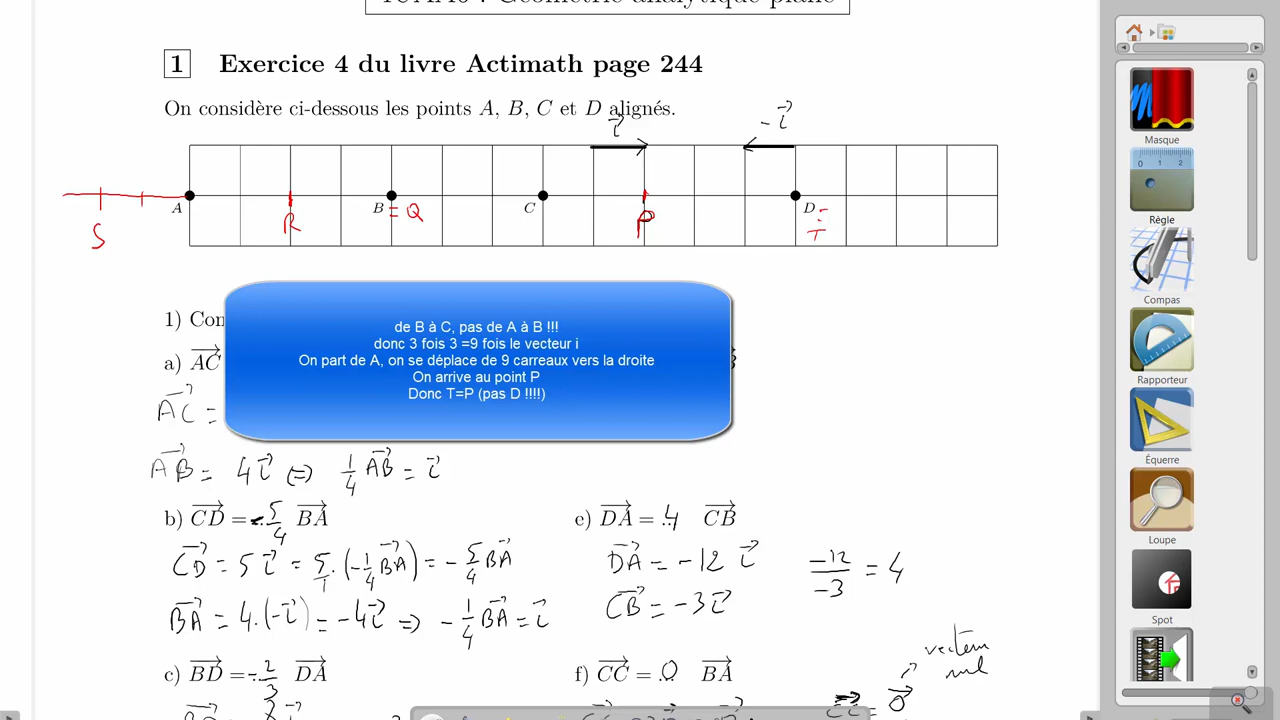 1 Exercice 4 du livre Actimath page 244
On considère ci-dessous les points A, B, C et D alignés.
i⃗ -i⃗
A B C D
S R = Q P = T
de B à C, pas de A à B !!!
donc 3 fois 3 =9 fois le vecteur i
On part de A, on se déplace de 9 carreaux vers la droite
On arrive au point P
Donc T=P (pas D !!!!)
1) Con
a) AC⃗
AC⃗ =
AB⃗ = 4i⃗ ⇔ 1/4 AB⃗ = i⃗
b) CD⃗ = -5/4 BA⃗
CD⃗ = 5i⃗ = 5/1 . (-1/4 BA⃗) = -5/4 BA⃗
BA⃗ = 4.(-i⃗) = -4i⃗ ⇒ -1/4 BA⃗ = i⃗
c) BD⃗ = -2/3 DA⃗
e) DA⃗ = 4 CB⃗
DA⃗ = -12 i⃗
CB⃗ = -3i⃗
-12/-3 = 4
f) CC⃗ = 0 BA⃗
vecteur
nul
CC⃗ = 0⃗
Masque
0 1 2
Règle
Compas
Rapporteur
Équerre
Loupe
Spot